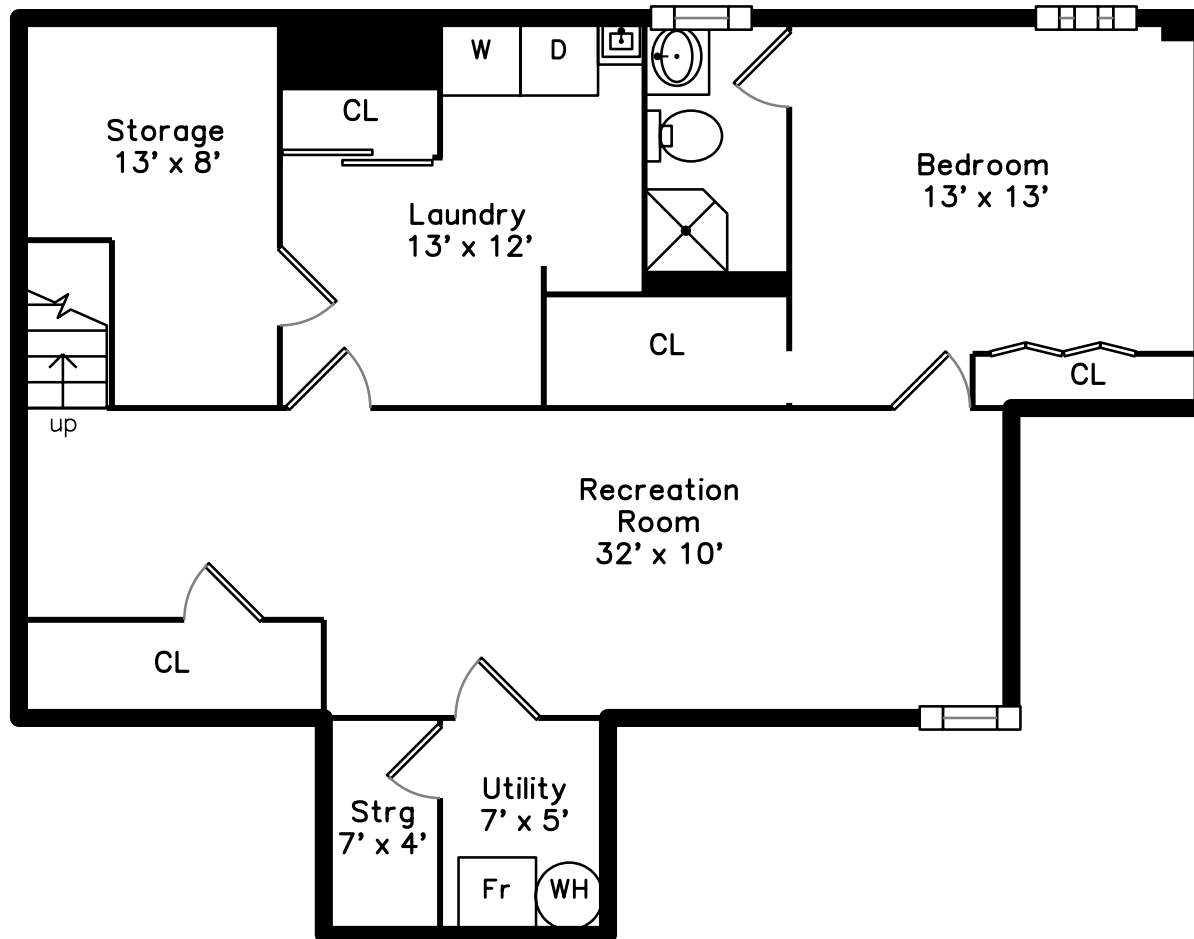 W
D
CL
Storage
13' x 8'
Bedroom
13' x 13'
Laundry
13' x 12'
CL
CL
up
Recreation
Room
32' x 10'
CL
Utility
7' x 5'
Strg
7' x 4'
Fr
WH